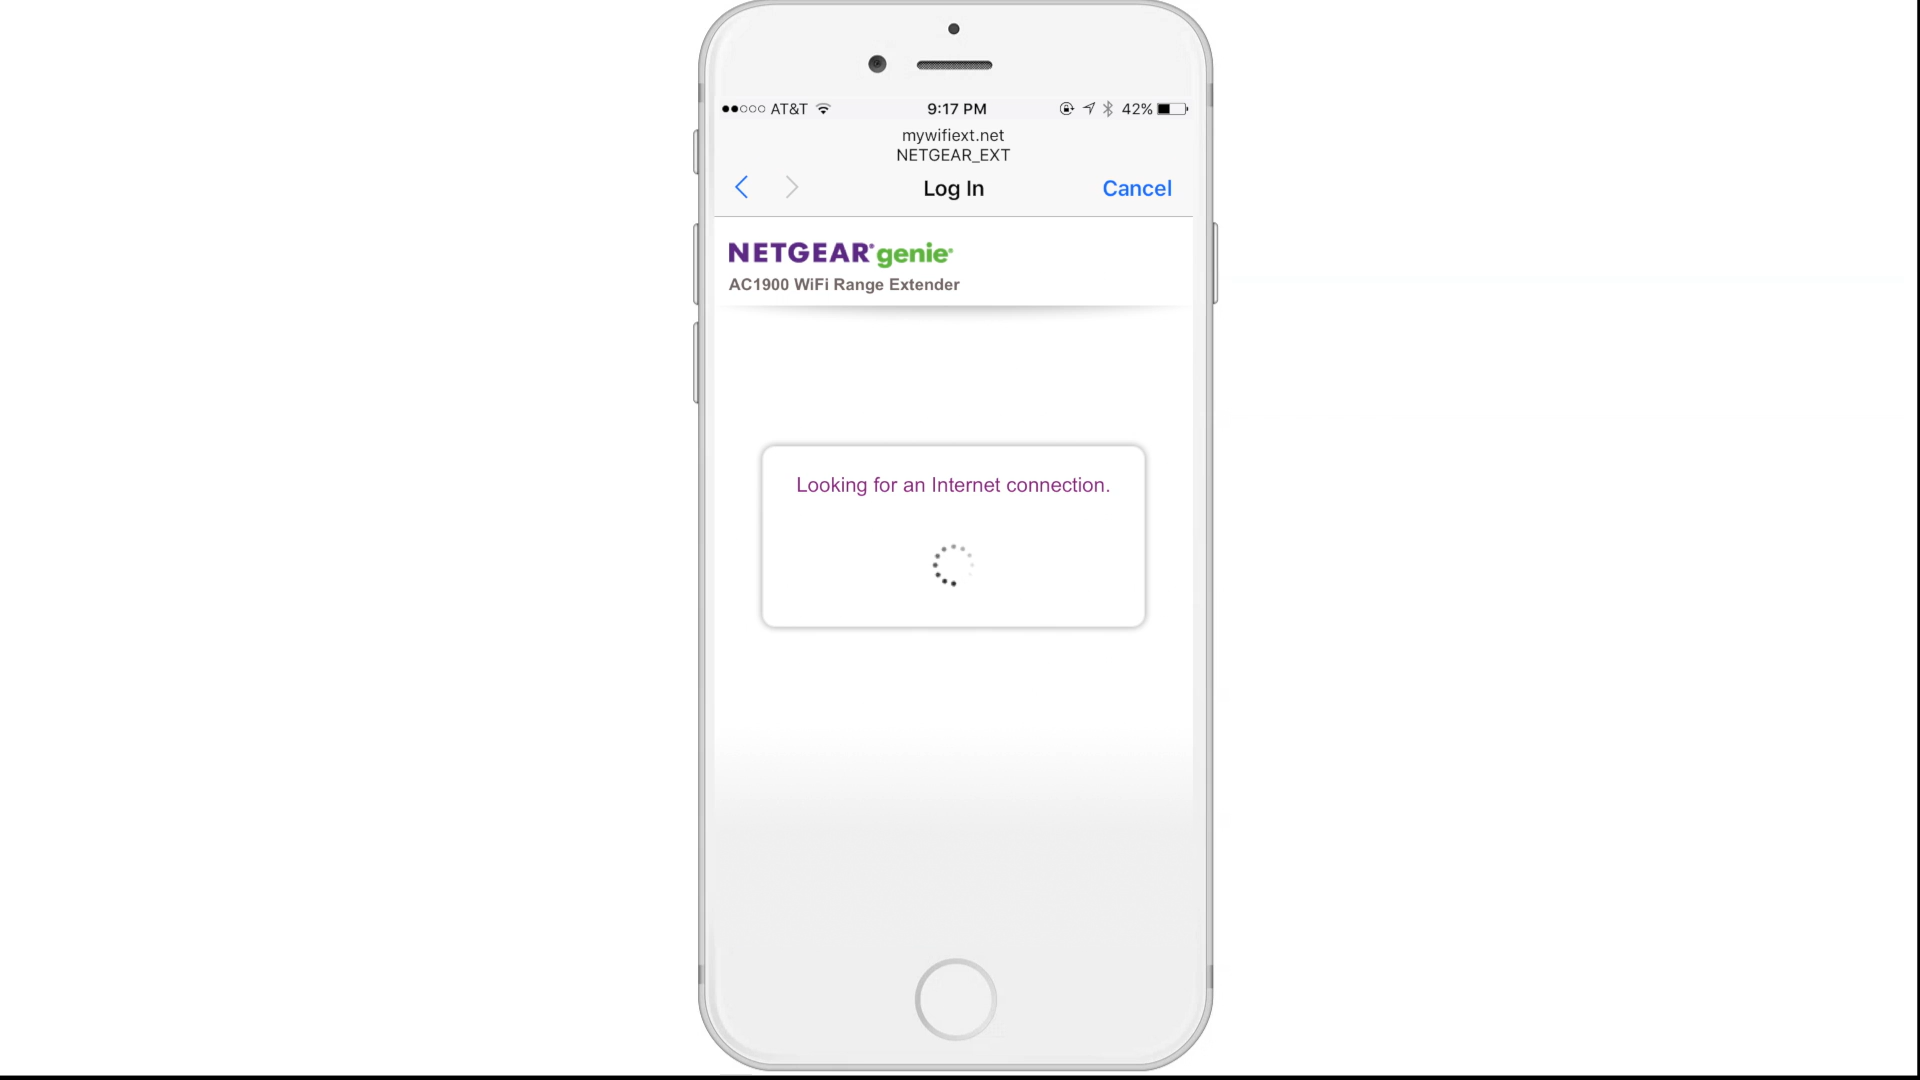 AT&T 9:17 PM 42%
mywifiext.net
NETGEAR_EXT
Log In Cancel
NETGEAR® genie®
AC1900 WiFi Range Extender
Looking for an Internet connection.